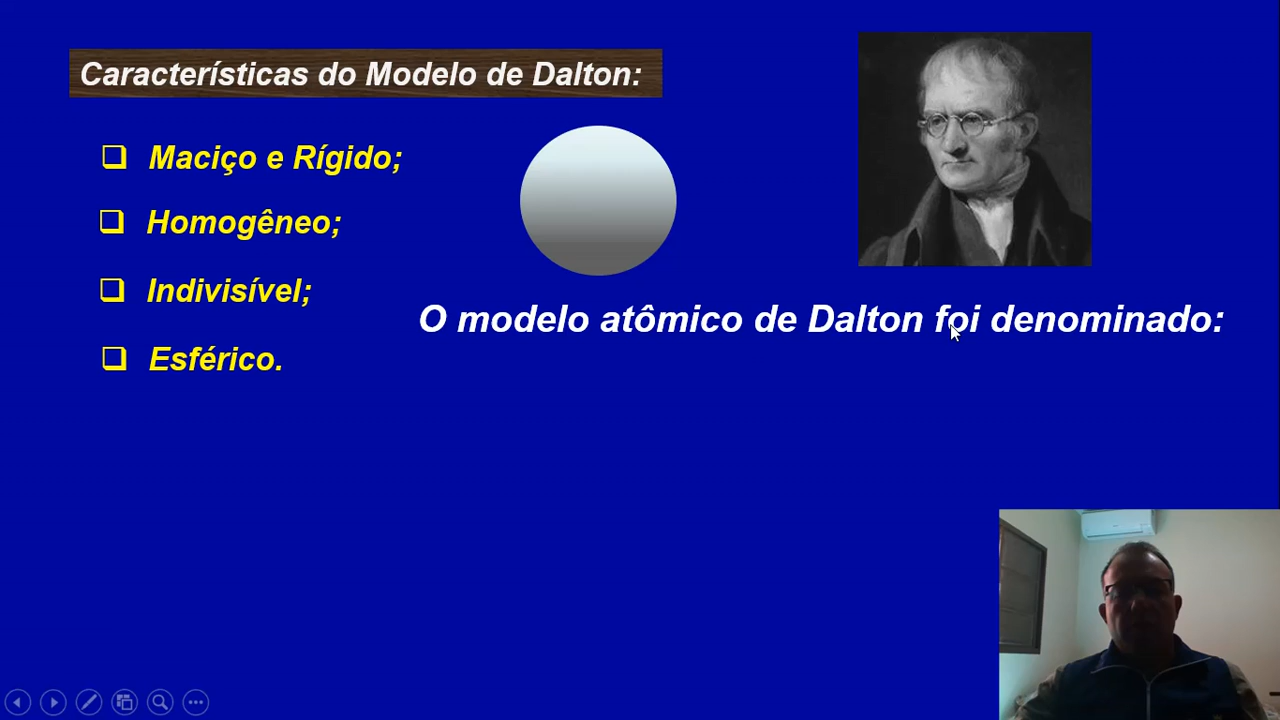 Características do Modelo de Dalton:
Maciço e Rígido;
Homogêneo;
Indivisível;
Esférico.
O modelo atômico de Dalton foi denominado: